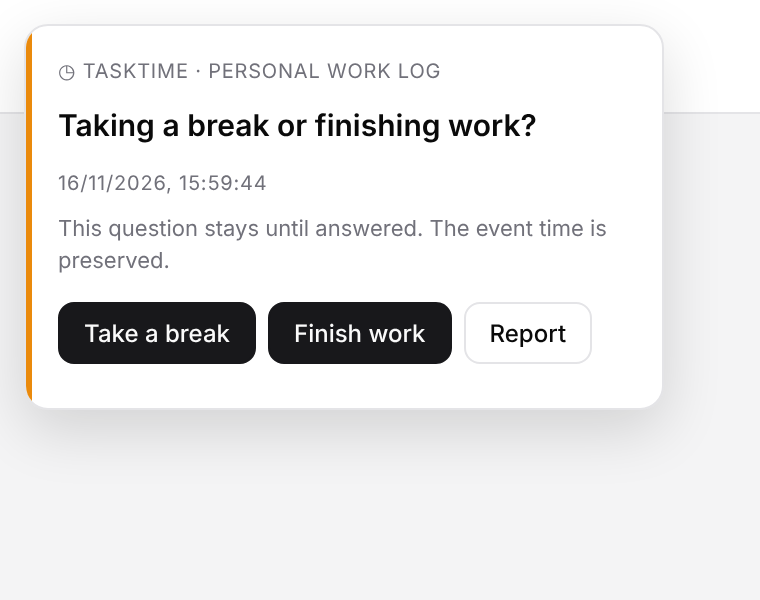 ◷ TASKTIME · PERSONAL WORK LOG
Taking a break or finishing work?
16/11/2026, 15:59:44
This question stays until answered. The event time is
preserved.
Take a break Finish work Report